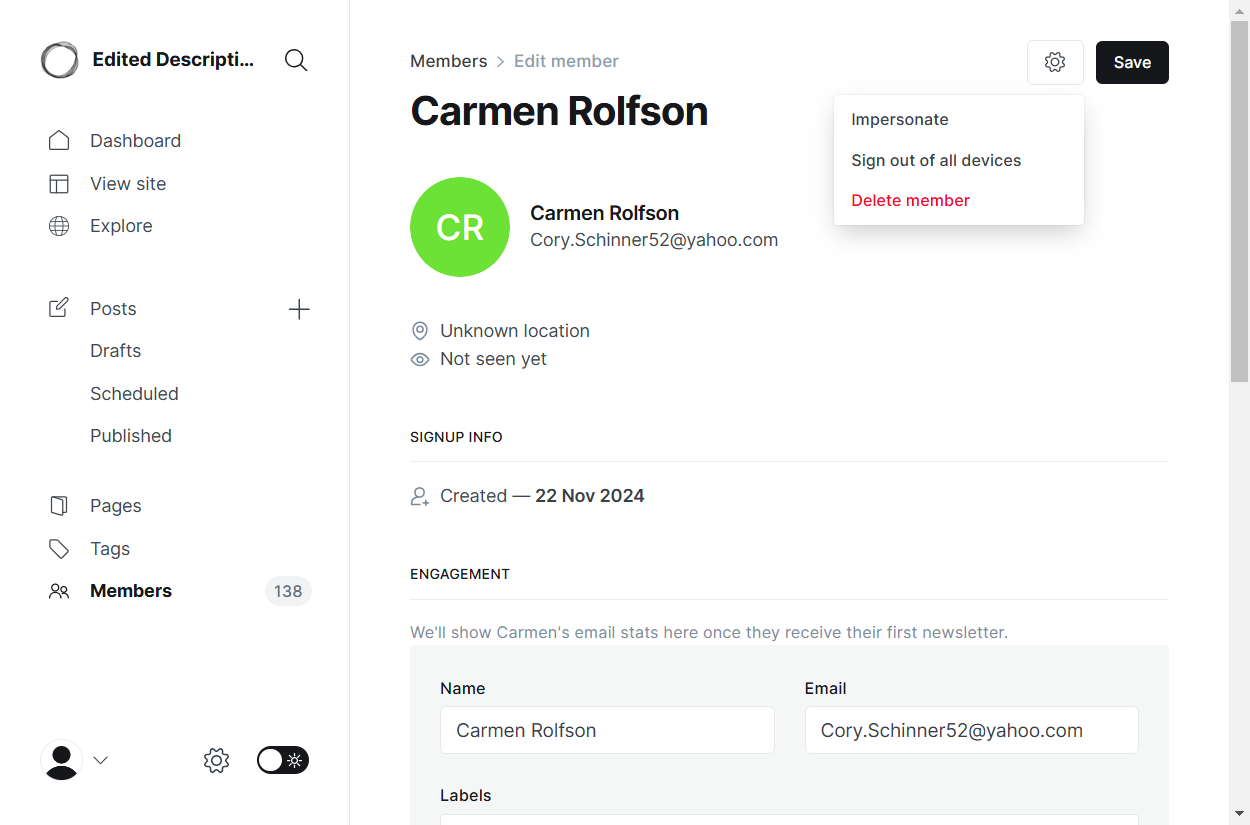 Edited Descripti...
Dashboard
View site
Explore
Posts
Drafts
Scheduled
Published
Pages
Tags
Members 138
Members > Edit member
Save
Carmen Rolfson
Impersonate
Sign out of all devices
Delete member
CR
Carmen Rolfson
Cory.Schinner52@yahoo.com
Unknown location
Not seen yet
SIGNUP INFO
Created — 22 Nov 2024
ENGAGEMENT
We'll show Carmen's email stats here once they receive their first newsletter.
Name Email
Carmen Rolfson Cory.Schinner52@yahoo.com
Labels